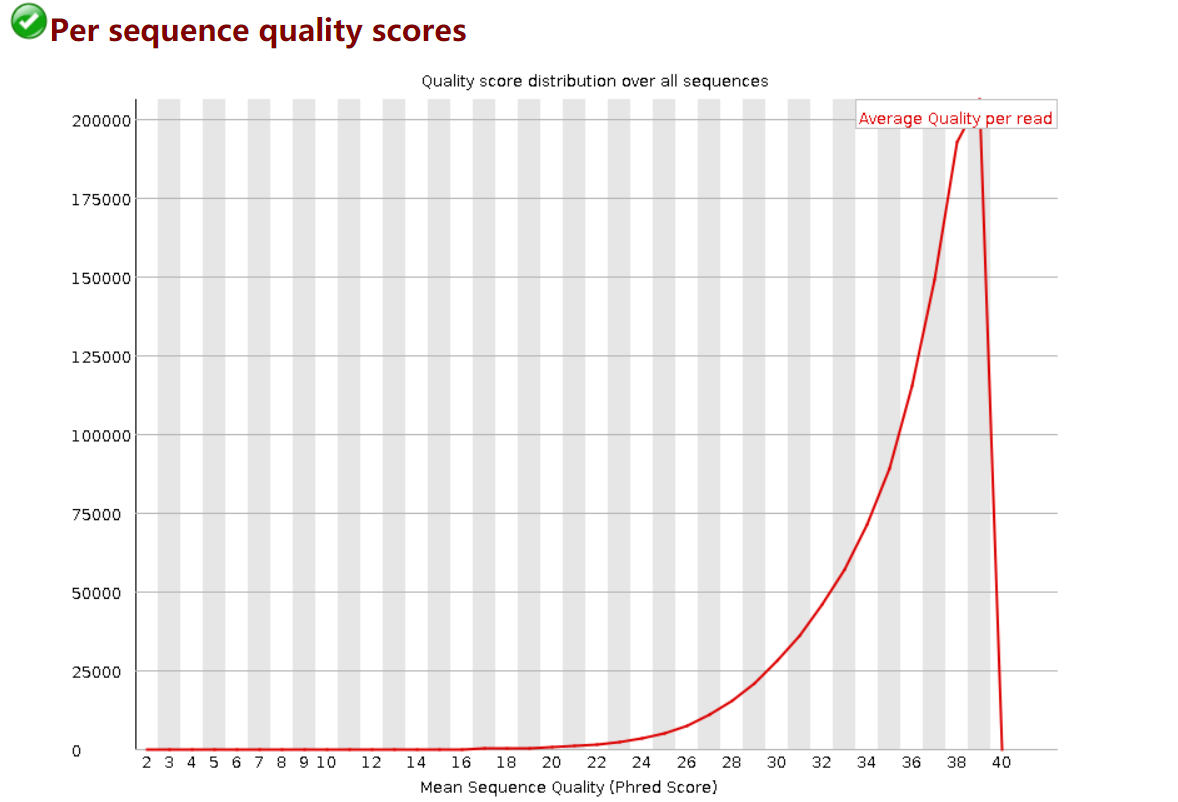 Per sequence quality scores
Quality score distribution over all sequences
Average Quality per read
200000
175000
150000
125000
100000
75000
50000
25000
0
2 3 4 5 6 7 8 9 10 12 14 16 18 20 22 24 26 28 30 32 34 36 38 40
Mean Sequence Quality (Phred Score)